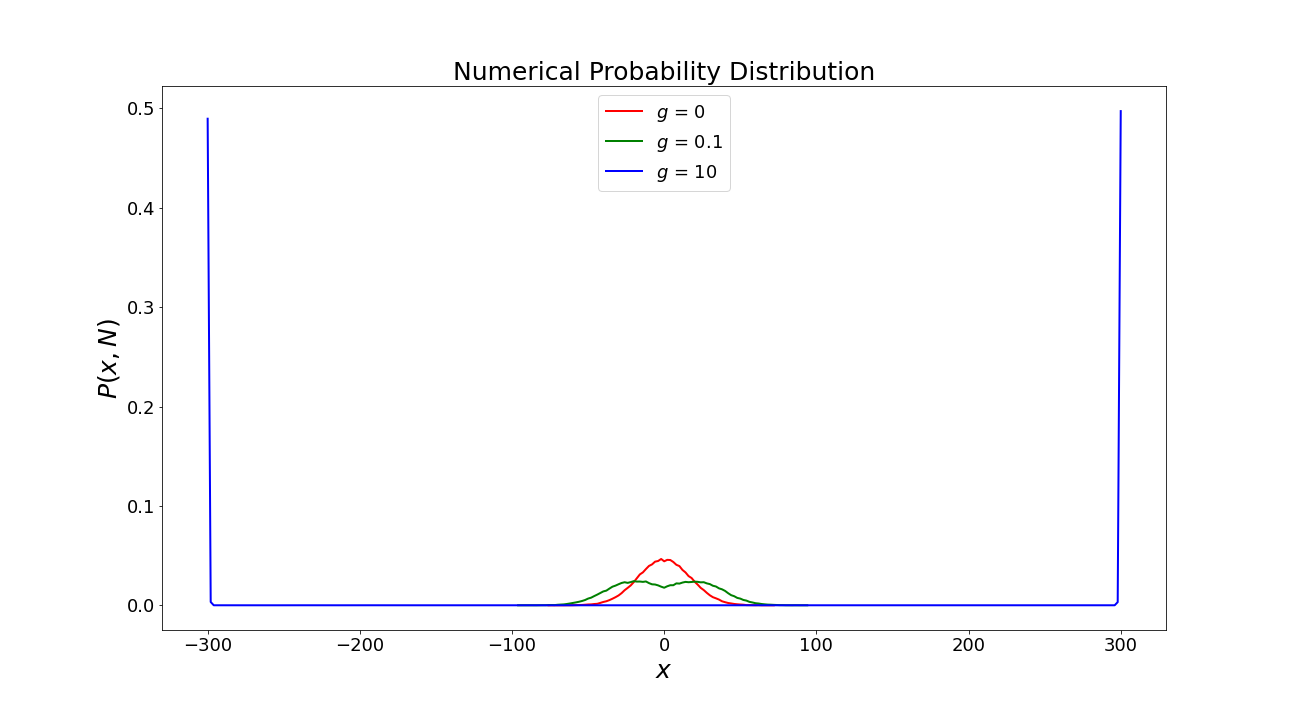 Numerical Probability Distribution
g = 0
g = 0.1
g = 10
P(x, N)
0.5
0.4
0.3
0.2
0.1
0.0
−300 −200 −100 0 100 200 300
x